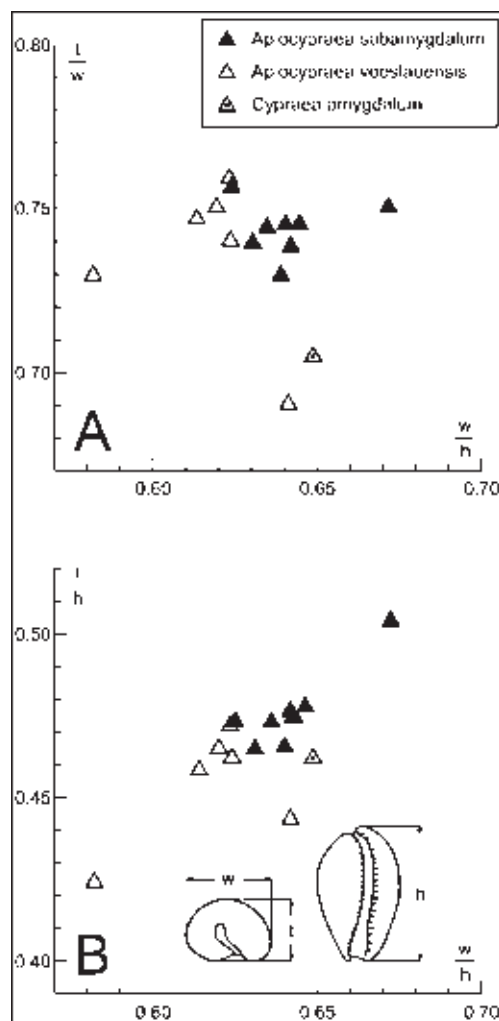 0.80
t
w
Apiocypraea subamygdalum
Apiocypraea voeslauensis
Cypraea amygdalum
0.75
0.70
A
w
h
0.60 0.65 0.70
h
0.50
0.45
w
t
h
B
w
h
0.40
0.60 0.65 0.70